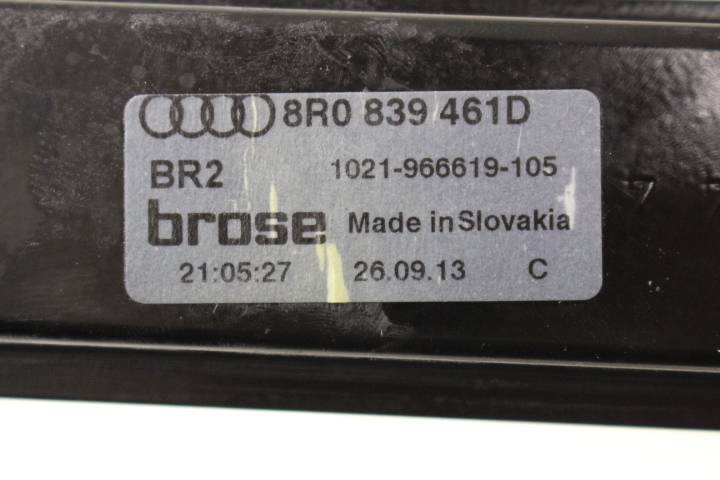 8R0 839 461D
BR2 1021-966619-105
brose Made in Slovakia
21:05:27 26.09.13 C